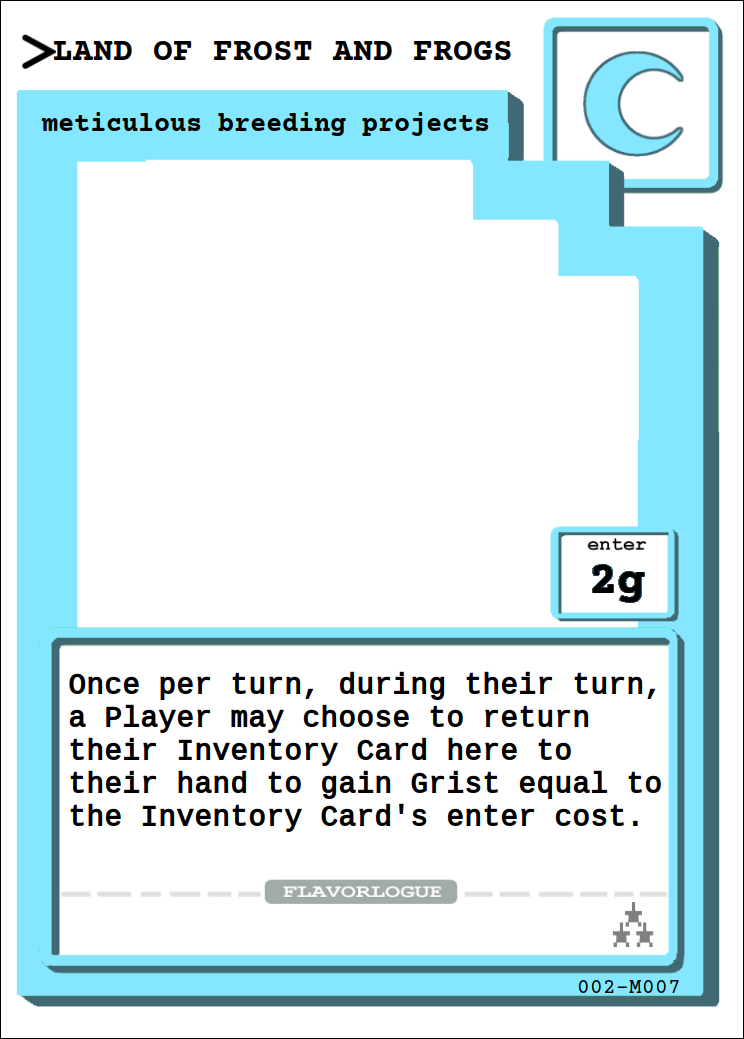 >LAND OF FROST AND FROGS
meticulous breeding projects
enter
2g
Once per turn, during their turn,
a Player may choose to return
their Inventory Card here to
their hand to gain Grist equal to
the Inventory Card's enter cost.
FLAVORLOGUE
002-M007